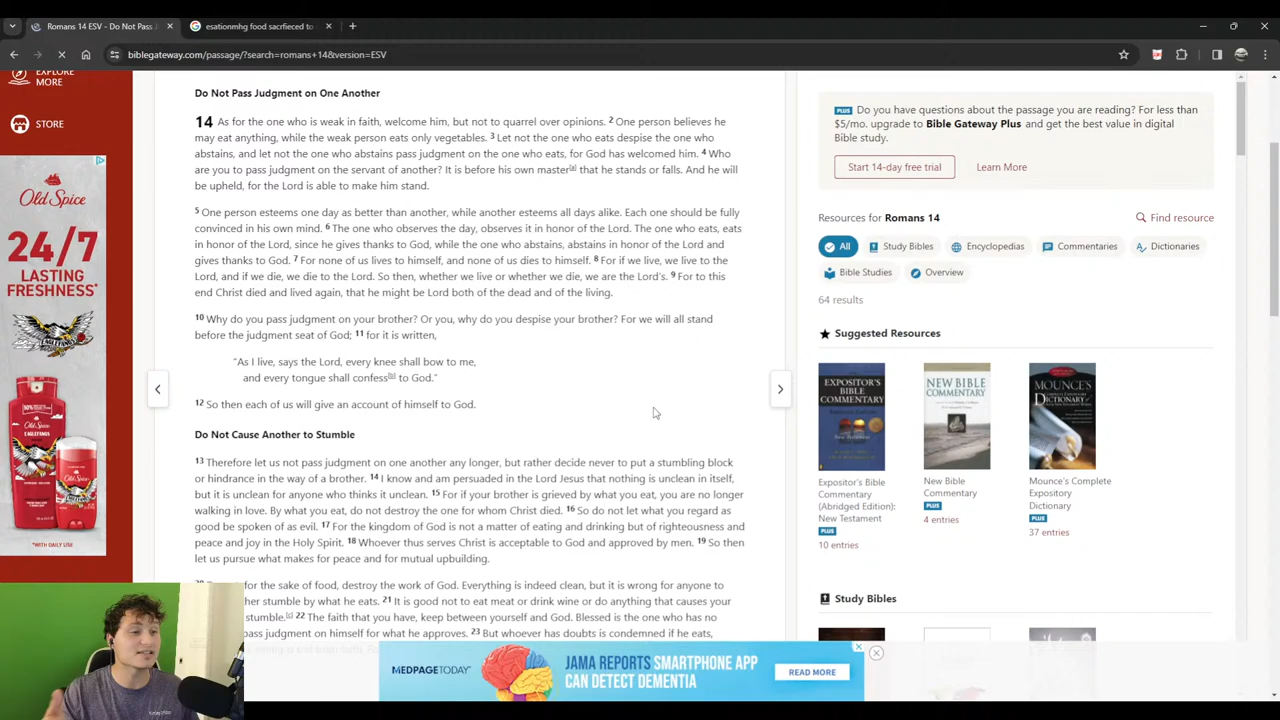 Romans 14 ESV - Do Not Pass J
esationmhg food sacrfieced to
biblegateway.com/passage/?search=romans+14&version=ESV
EXPLORE
MORE
STORE
Old Spice
24/7
LASTING
FRESHNESS*
*WITH DAILY USE
Do Not Pass Judgment on One Another
14 As for the one who is weak in faith, welcome him, but not to quarrel over opinions. 2 One person believes he
may eat anything, while the weak person eats only vegetables. 3 Let not the one who eats despise the one who
abstains, and let not the one who abstains pass judgment on the one who eats, for God has welcomed him. 4 Who
are you to pass judgment on the servant of another? It is before his own master[a] that he stands or falls. And he will
be upheld, for the Lord is able to make him stand.
5 One person esteems one day as better than another, while another esteems all days alike. Each one should be fully
convinced in his own mind. 6 The one who observes the day, observes it in honor of the Lord. The one who eats, eats
in honor of the Lord, since he gives thanks to God, while the one who abstains, abstains in honor of the Lord and
gives thanks to God. 7 For none of us lives to himself, and none of us dies to himself. 8 For if we live, we live to the
Lord, and if we die, we die to the Lord. So then, whether we live or whether we die, we are the Lord's. 9 For to this
end Christ died and lived again, that he might be Lord both of the dead and of the living.
10 Why do you pass judgment on your brother? Or you, why do you despise your brother? For we will all stand
before the judgment seat of God; 11 for it is written,
"As I live, says the Lord, every knee shall bow to me,
and every tongue shall confess[b] to God."
12 So then each of us will give an account of himself to God.
Do Not Cause Another to Stumble
13 Therefore let us not pass judgment on one another any longer, but rather decide never to put a stumbling block
or hindrance in the way of a brother. 14 I know and am persuaded in the Lord Jesus that nothing is unclean in itself,
but it is unclean for anyone who thinks it unclean. 15 For if your brother is grieved by what you eat, you are no longer
walking in love. By what you eat, do not destroy the one for whom Christ died. 16 So do not let what you regard as
good be spoken of as evil. 17 For the kingdom of God is not a matter of eating and drinking but of righteousness and
peace and joy in the Holy Spirit. 18 Whoever thus serves Christ is acceptable to God and approved by men. 19 So then
let us pursue what makes for peace and for mutual upbuilding.
for the sake of food, destroy the work of God. Everything is indeed clean, but it is wrong for anyone to
her stumble by what he eats. 21 It is good not to eat meat or drink wine or do anything that causes your
stumble.[c] 22 The faith that you have, keep between yourself and God. Blessed is the one who has no
pass judgment on himself for what he approves. 23 But whoever has doubts is condemned if he eats,
PLUS Do you have questions about the passage you are reading? For less than
$5/mo. upgrade to Bible Gateway Plus and get the best value in digital
Bible study.
Start 14-day free trial Learn More
Resources for Romans 14 Find resource
All Study Bibles Encyclopedias Commentaries Dictionaries
Bible Studies Overview
64 results
Suggested Resources
EXPOSITOR'S
BIBLE
COMMENTARY
NEW BIBLE
COMMENTARY
MOUNCE'S
DICTIONARY
Expositor's Bible
Commentary
(Abridged Edition):
New Testament
PLUS
10 entries
New Bible
Commentary
PLUS
4 entries
Mounce's Complete
Expository
Dictionary
PLUS
37 entries
Study Bibles
MEDPAGE TODAY
JAMA REPORTS SMARTPHONE APP
CAN DETECT DEMENTIA
READ MORE